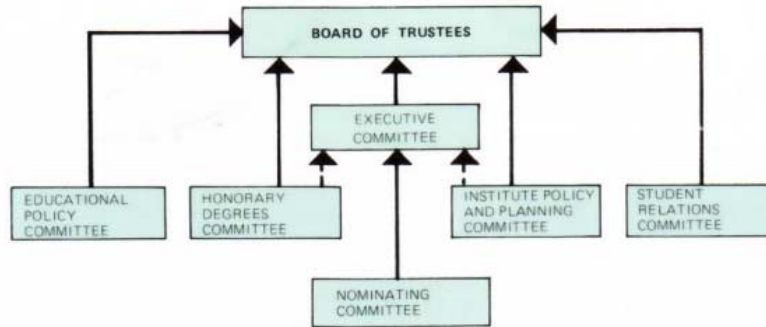 BOARD OF TRUSTEES
EXECUTIVE
COMMITTEE
EDUCATIONAL
POLICY
COMMITTEE
HONORARY
DEGREES
COMMITTEE
INSTITUTE POLICY
AND PLANNING
COMMITTEE
STUDENT
RELATIONS
COMMITTEE
NOMINATING
COMMITTEE